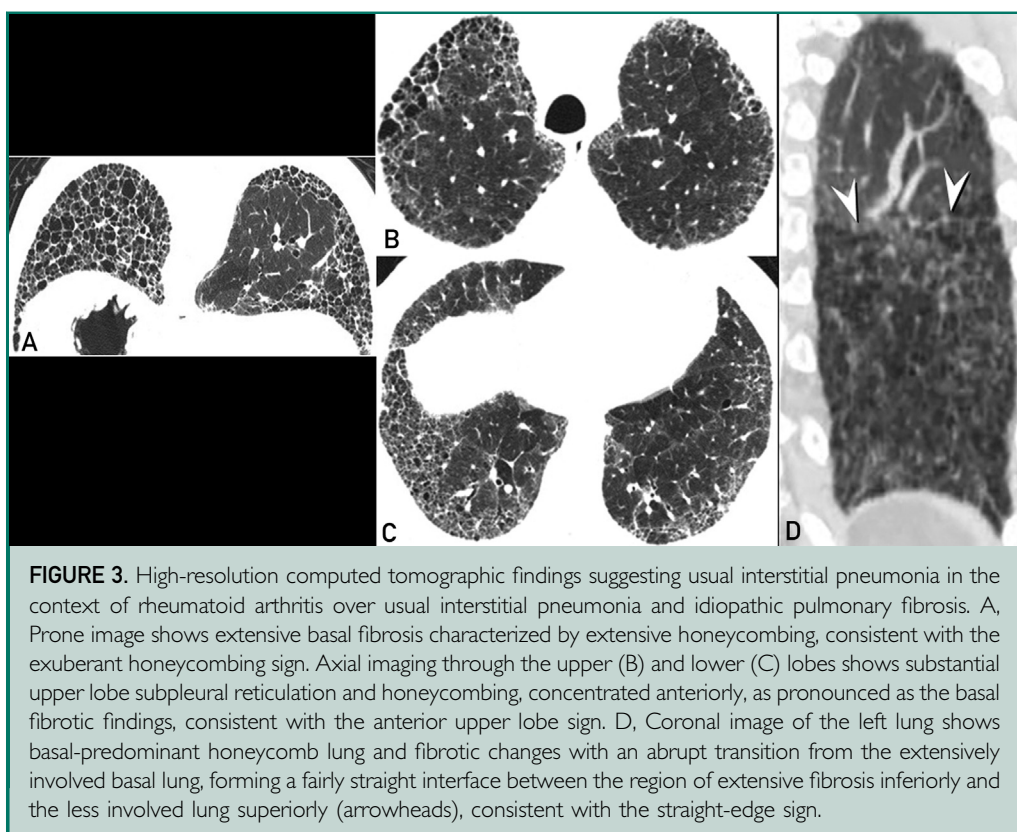 A
B
C
D
FIGURE 3. High-resolution computed tomographic findings suggesting usual interstitial pneumonia in the
context of rheumatoid arthritis over usual interstitial pneumonia and idiopathic pulmonary fibrosis. A,
Prone image shows extensive basal fibrosis characterized by extensive honeycombing, consistent with the
exuberant honeycombing sign. Axial imaging through the upper (B) and lower (C) lobes shows substantial
upper lobe subpleural reticulation and honeycombing, concentrated anteriorly, as pronounced as the basal
fibrotic findings, consistent with the anterior upper lobe sign. D, Coronal image of the left lung shows
basal-predominant honeycomb lung and fibrotic changes with an abrupt transition from the extensively
involved basal lung, forming a fairly straight interface between the region of extensive fibrosis inferiorly and
the less involved lung superiorly (arrowheads), consistent with the straight-edge sign.